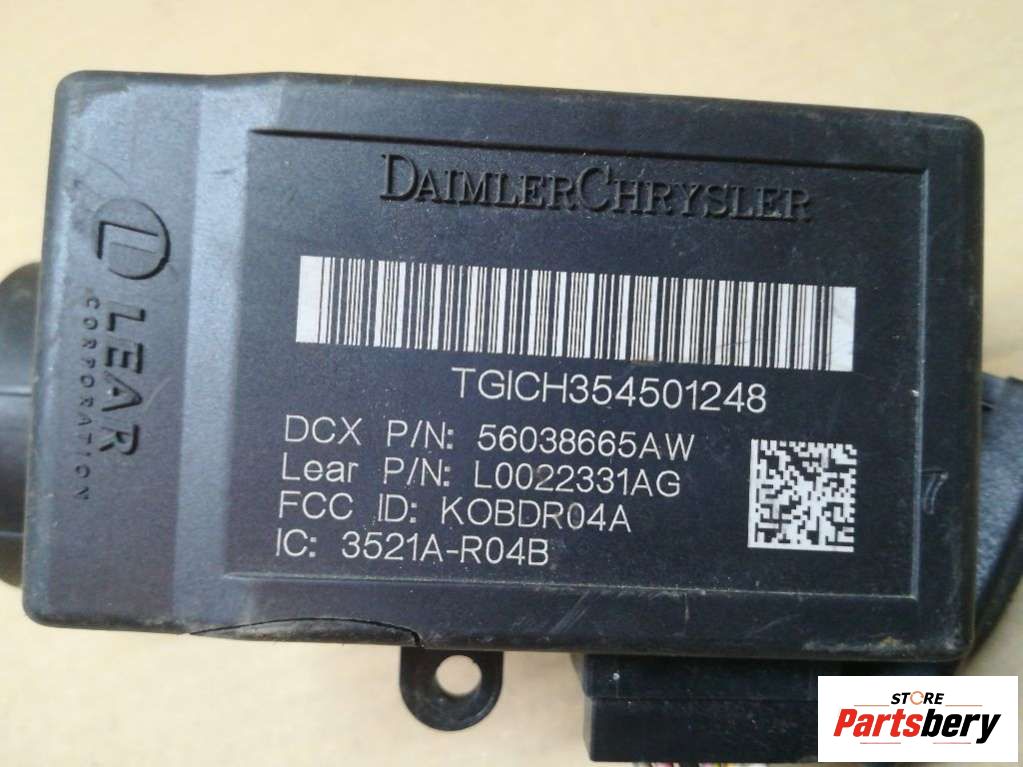 DAIMLERCHRYSLER
LEAR
CORPORATION
TGICH354501248
DCX P/N: 56038665AW
Lear P/N: L0022331AG
FCC ID: KOBDR04A
IC: 3521A-R04B
STORE
Partsbery